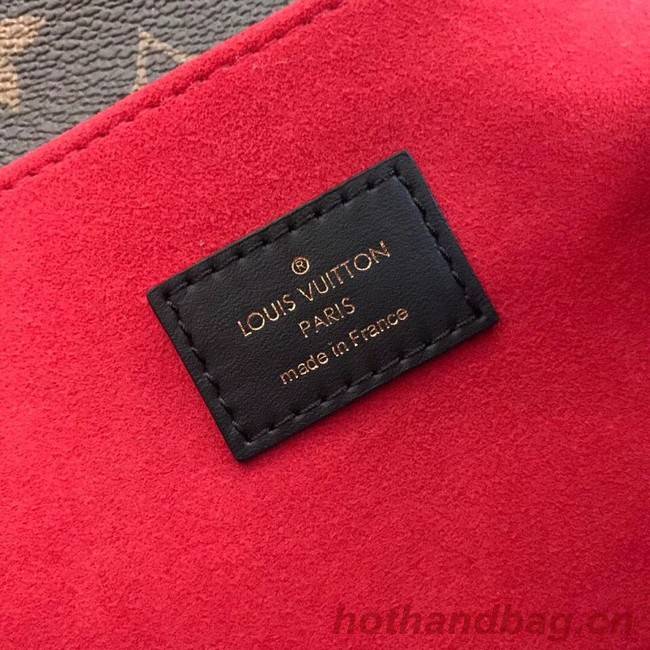 ®
LOUIS VUITTON
PARIS
made in France
hothandbag.cn